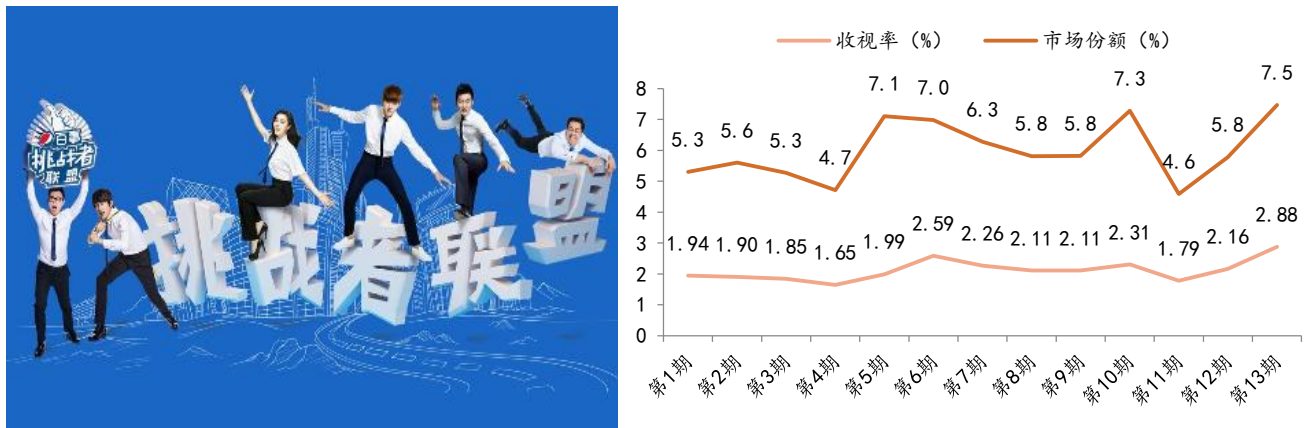 百事
挑战者
联盟
挑战者联盟
收视率 (%)
市场份额 (%)
8
7
6
5
4
3
2
1
0
5.3 5.6 5.3 4.7 7.1 7.0 6.3 5.8 5.8 7.3 4.6 5.8 7.5
1.94 1.90 1.85 1.65 1.99 2.59 2.26 2.11 2.11 2.31 1.79 2.16 2.88
第1期 第2期 第3期 第4期 第5期 第6期 第7期 第8期 第9期 第10期 第11期 第12期 第13期